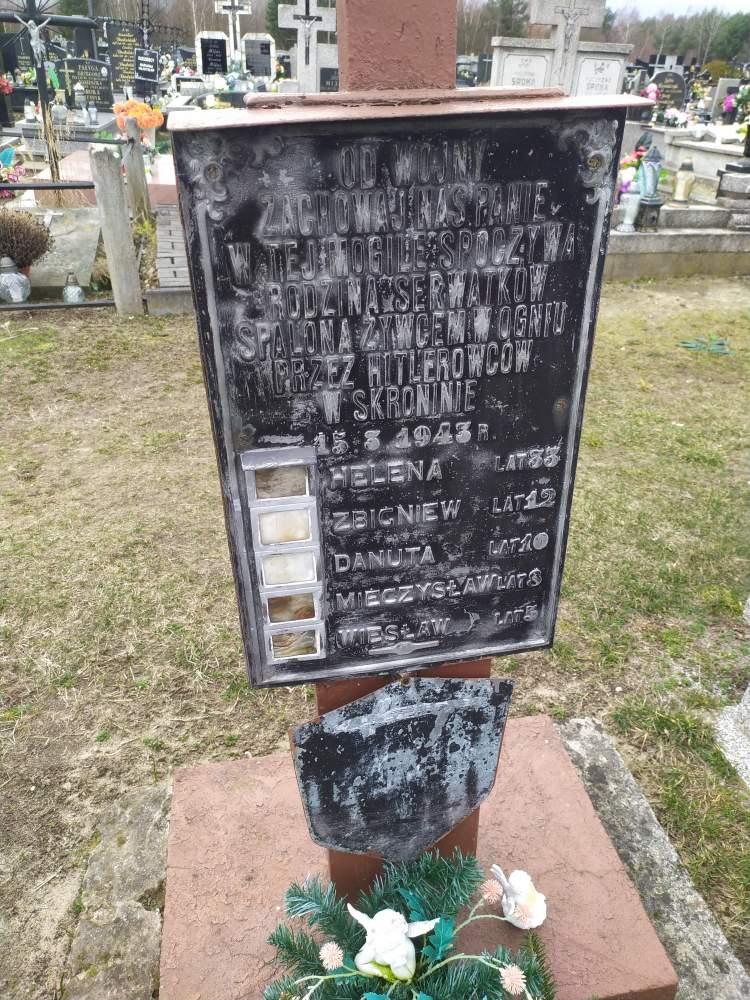 OD WOJNY
ZACHOWAJ NAS PANIE
W TEJ MOGILE SPOCZYWA
RODZINA SERWATKÓW
SPALONA ŻYWCEM W OGNIU
PRZEZ HITLEROWCÓW
W SKRONINIE
15 3 1943 R.
HELENA LAT 33
ZBIGNIEW LAT 12
DANUTA LAT 10
MIECZYSŁAW LAT 8
WIESŁAW LAT 5